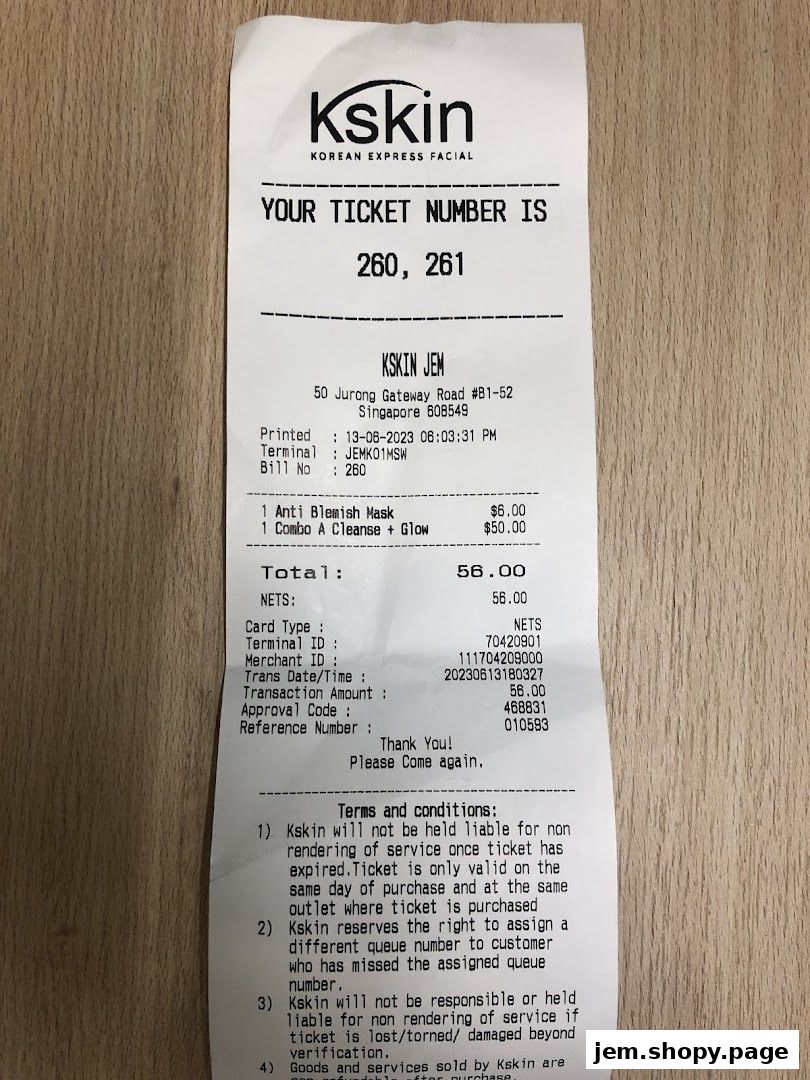 Kskin
KOREAN EXPRESS FACIAL
YOUR TICKET NUMBER IS
260, 261
KSKIN JEM
50 Jurong Gateway Road #B1-52
Singapore 608549
Printed : 13-06-2023 06:03:31 PM
Terminal : JEMK01MSW
Bill No : 260
1 Anti Blemish Mask $6.00
1 Combo A Cleanse + Glow $50.00
Total: 56.00
NETS: 56.00
Card Type : NETS
Terminal ID : 70420901
Merchant ID : 111704209000
Trans Date/Time : 20230613180327
Transaction Amount : 56.00
Approval Code : 468831
Reference Number : 010593
Thank You!
Please Come again.
Terms and conditions:
1) Kskin will not be held liable for non
rendering of service once ticket has
expired.Ticket is only valid on the
same day of purchase and at the same
outlet where ticket is purchased
2) Kskin reserves the right to assign a
different queue number to customer
who has missed the assigned queue
number.
3) Kskin will not be responsible or held
liable for non rendering of service if
ticket is lost/torned/ damaged beyond
verification.
4) Goods and services sold by Kskin are
non refundable after purchase.
jem.shopy.page